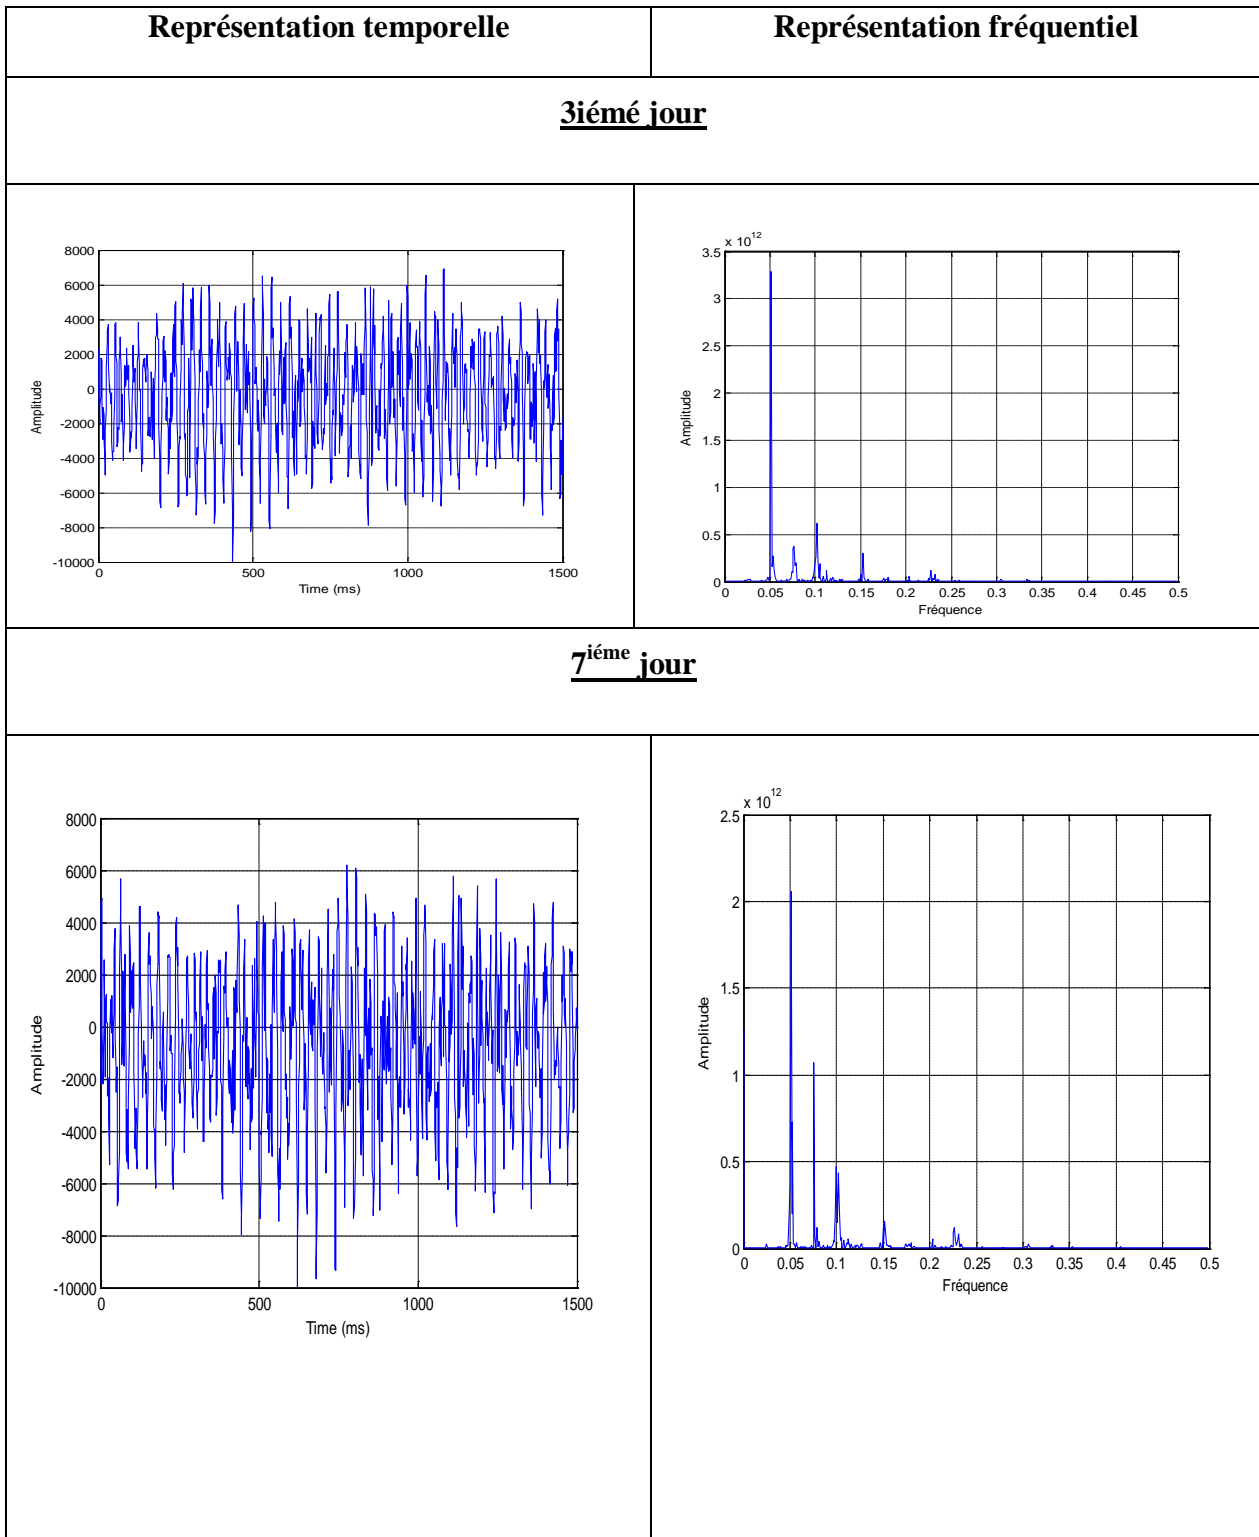 Représentation temporelle
Représentation fréquentiel
3iémé jour
8000
6000
4000
2000
0
-2000
-4000
-6000
-8000
-10000
Amplitude
0 500 1000 1500
Time (ms)
x 10^12
3.5
3
2.5
2
1.5
1
0.5
0
Amplitude
0 0.05 0.1 0.15 0.2 0.25 0.3 0.35 0.4 0.45 0.5
Fréquence
7iéme jour
8000
6000
4000
2000
0
-2000
-4000
-6000
-8000
-10000
Amplitude
0 500 1000 1500
Time (ms)
x 10^12
2.5
2
1.5
1
0.5
0
Amplitude
0 0.05 0.1 0.15 0.2 0.25 0.3 0.35 0.4 0.45 0.5
Fréquence